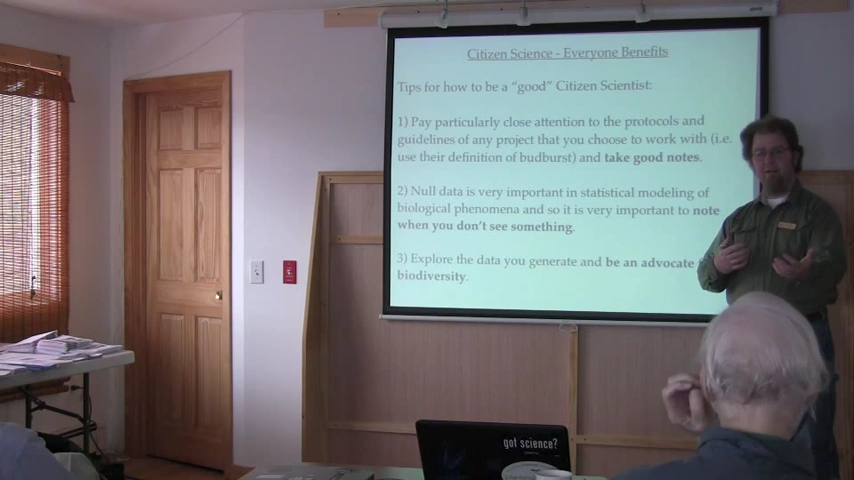 Citizen Science - Everyone Benefits
Tips for how to be a "good" Citizen Scientist:
1) Pay particularly close attention to the protocols and
guidelines of any project that you choose to work with (i.e.
use their definition of budburst) and take good notes.
2) Null data is very important in statistical modeling of
biological phenomena and so it is very important to note
when you don't see something.
3) Explore the data you generate and be an advocate
biodiversity.
got science?